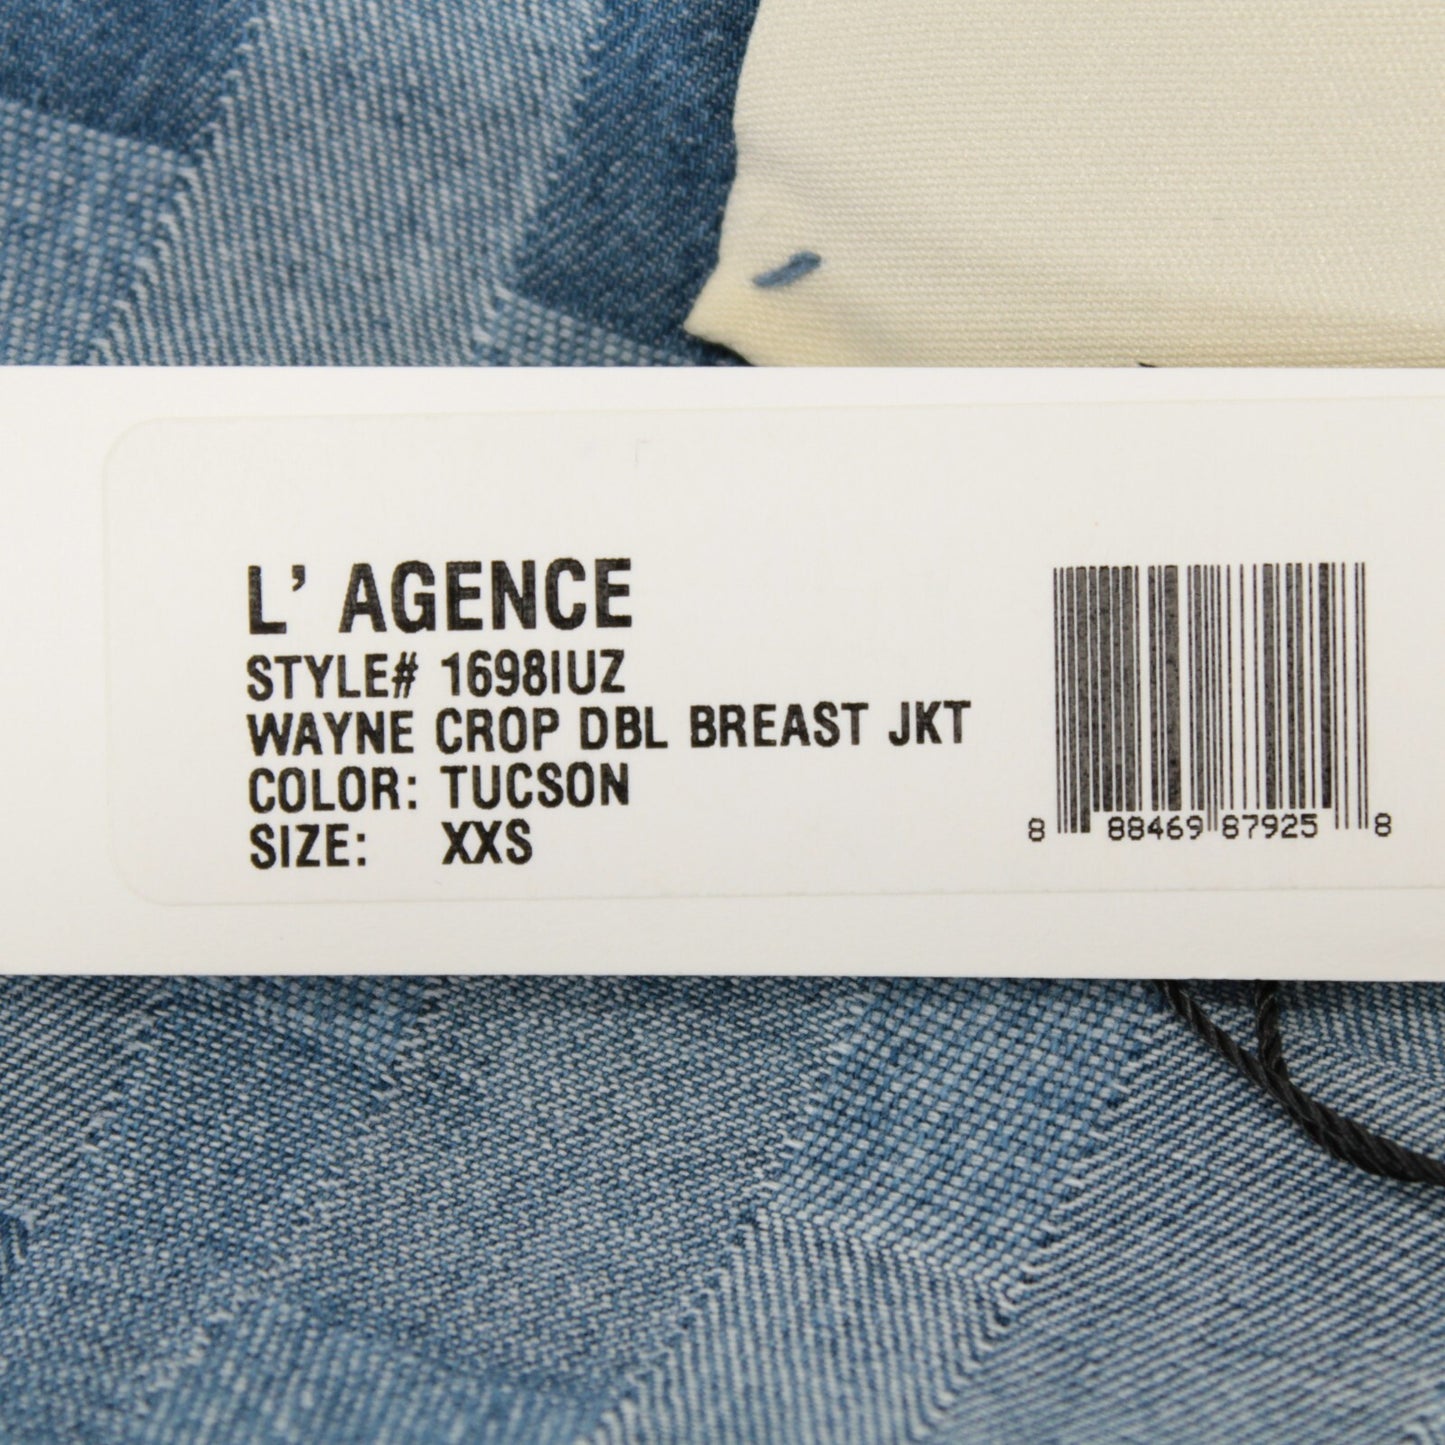 L' AGENCE
STYLE# 1698IUZ
WAYNE CROP DBL BREAST JKT
COLOR: TUCSON
SIZE: XXS
8 88469 87925 8